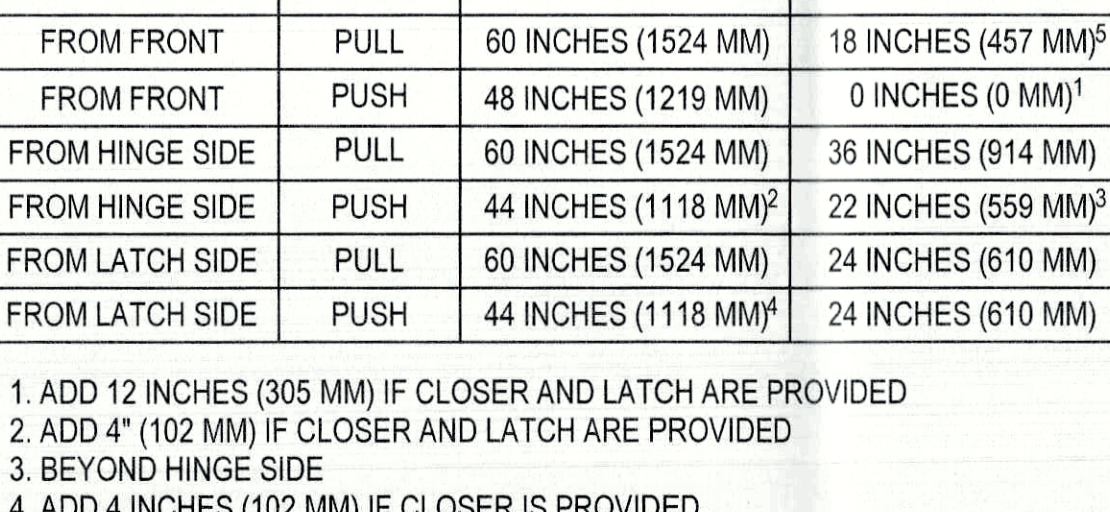 FROM FRONT PULL 60 INCHES (1524 MM) 18 INCHES (457 MM)⁵
FROM FRONT PUSH 48 INCHES (1219 MM) 0 INCHES (0 MM)¹
FROM HINGE SIDE PULL 60 INCHES (1524 MM) 36 INCHES (914 MM)
FROM HINGE SIDE PUSH 44 INCHES (1118 MM)² 22 INCHES (559 MM)³
FROM LATCH SIDE PULL 60 INCHES (1524 MM) 24 INCHES (610 MM)
FROM LATCH SIDE PUSH 44 INCHES (1118 MM)⁴ 24 INCHES (610 MM)
1. ADD 12 INCHES (305 MM) IF CLOSER AND LATCH ARE PROVIDED
2. ADD 4" (102 MM) IF CLOSER AND LATCH ARE PROVIDED
3. BEYOND HINGE SIDE
4. ADD 4 INCHES (102 MM) IF CLOSER IS PROVIDED